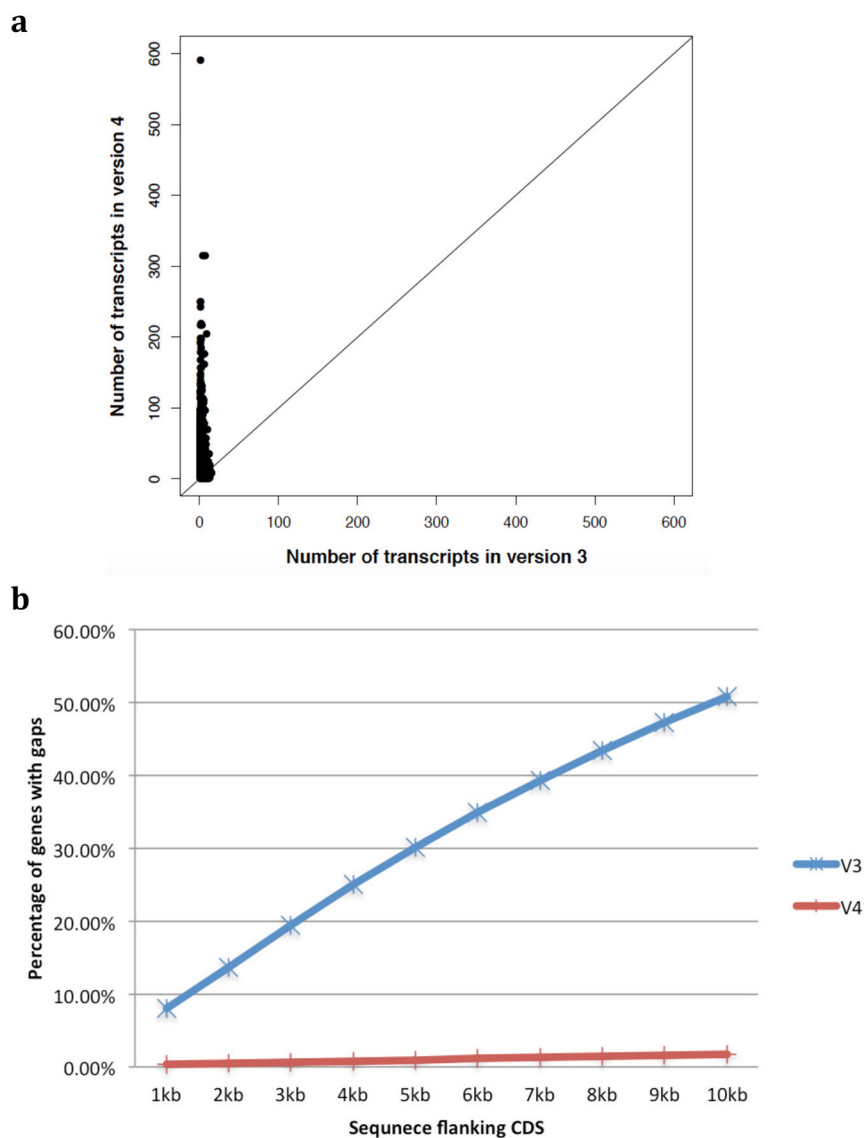 a
600
500
400
300
200
100
0
Number of transcripts in version 4
0 100 200 300 400 500 600
Number of transcripts in version 3
b
60.00%
50.00%
40.00%
30.00%
20.00%
10.00%
0.00%
Percentage of genes with gaps
1kb 2kb 3kb 4kb 5kb 6kb 7kb 8kb 9kb 10kb
Sequnece flanking CDS
V3
V4